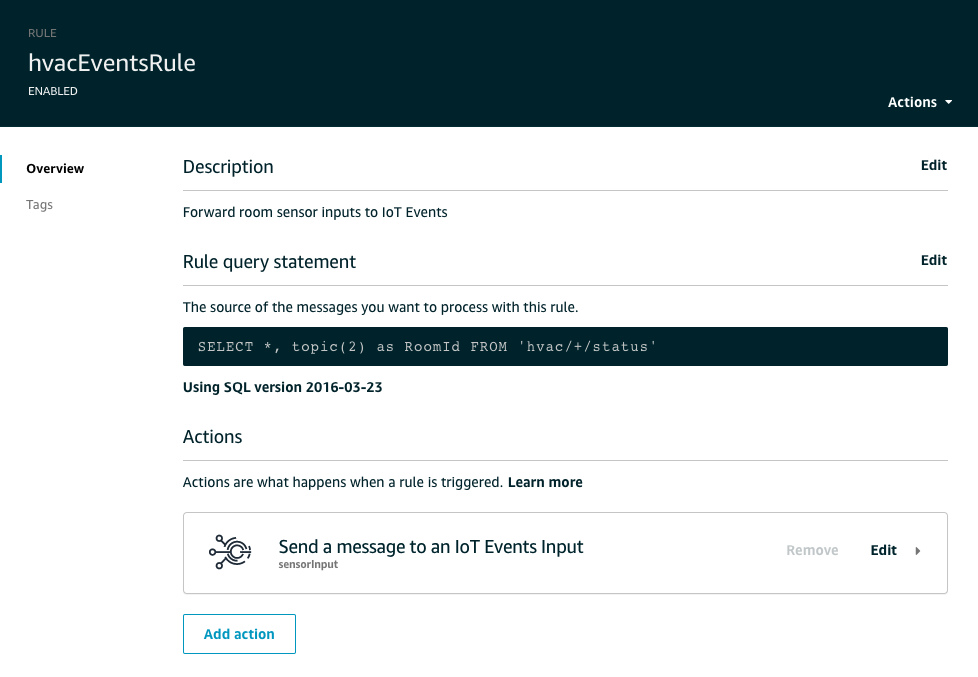 RULE
hvacEventsRule
ENABLED
Actions
Overview
Tags
Description
Edit
Forward room sensor inputs to IoT Events
Rule query statement
Edit
The source of the messages you want to process with this rule.
SELECT *, topic(2) as RoomId FROM 'hvac/+/status'
Using SQL version 2016-03-23
Actions
Actions are what happens when a rule is triggered. Learn more
Send a message to an IoT Events Input
sensorInput
Remove
Edit
Add action